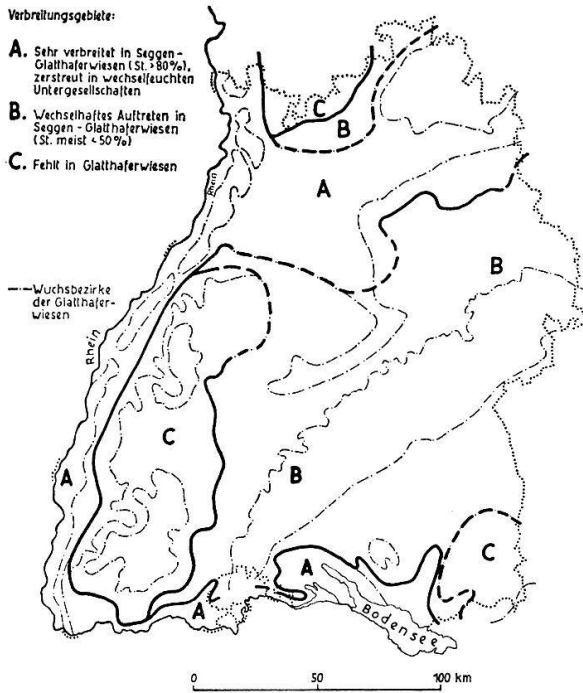 Verbreitungsgebiete:
A. Sehr verbreitet in Seggen-
Glatthaferwiesen (St. >80%),
zerstreut in wechselfeuchten
Untergesellschaften
B. Wechselhaftes Auftreten in
Seggen-Glatthaferwiesen
(St. meist <50%)
C. Fehlt in Glatthaferwiesen
Wuchsbezirke
der Glatthafer-
wiesen
C
B
A
Rhein
B
Rhein
C
A
B
C
A
A
Bodensee
0 50 100 km